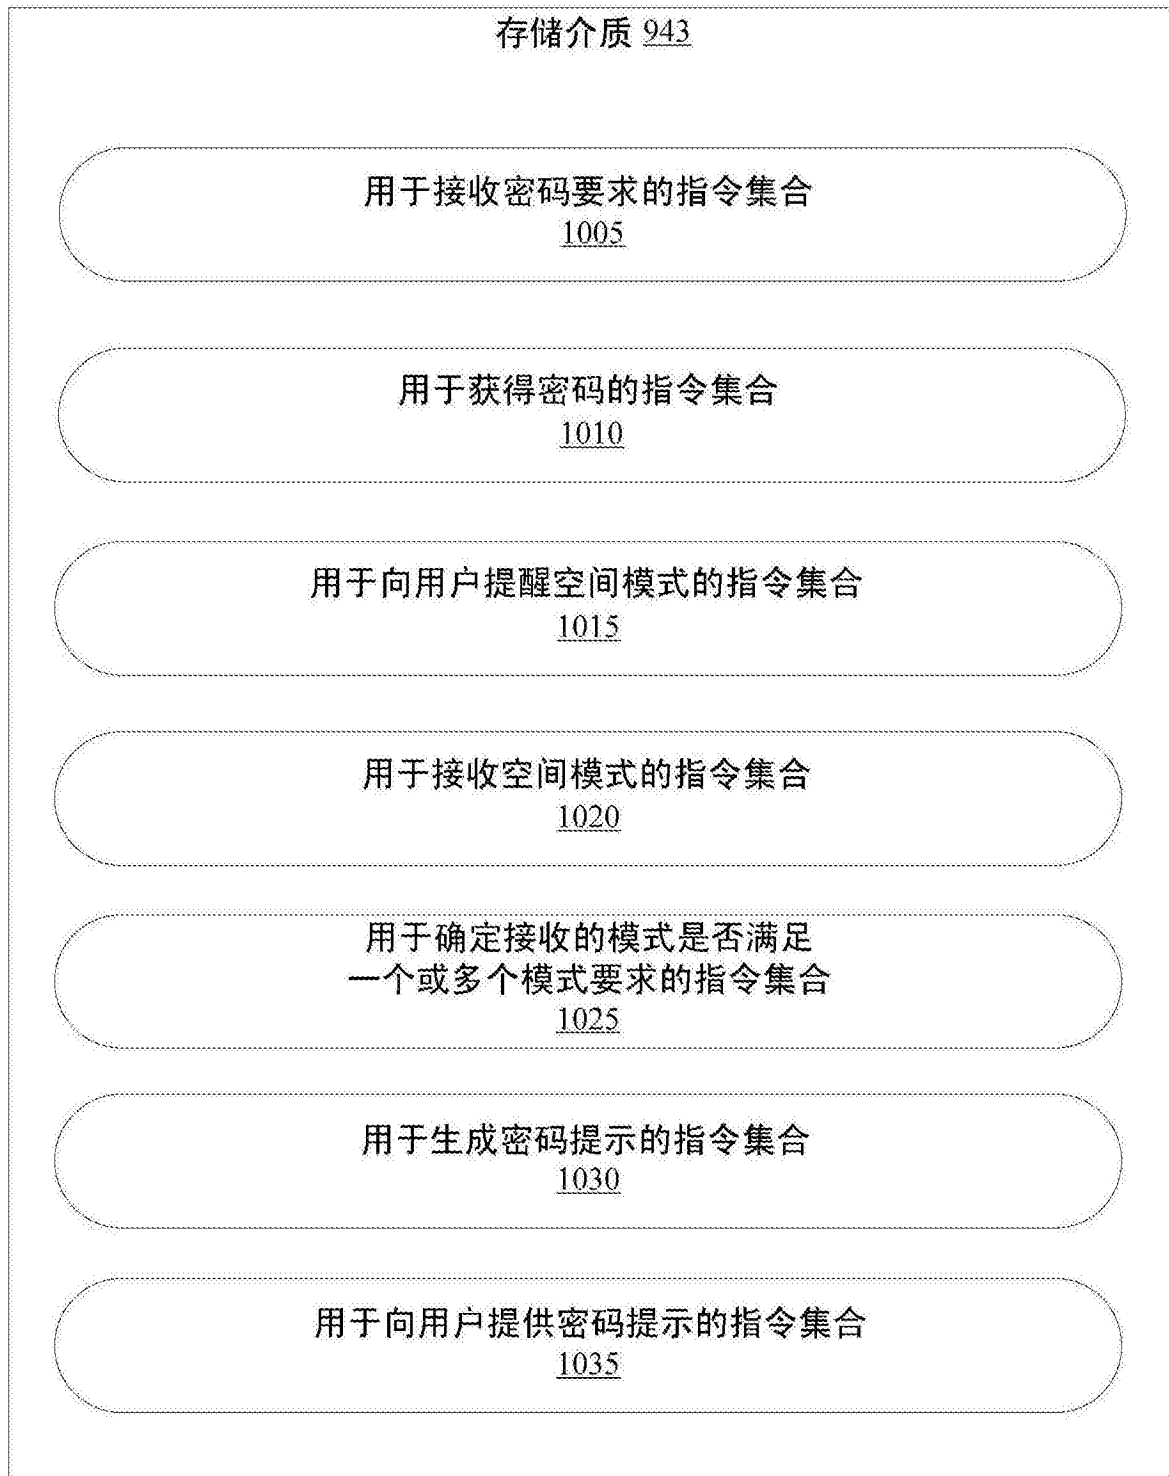 存储介质 943
用于接收密码要求的指令集合
1005
用于获得密码的指令集合
1010
用于向用户提醒空间模式的指令集合
1015
用于接收空间模式的指令集合
1020
用于确定接收的模式是否满足
一个或多个模式要求的指令集合
1025
用于生成密码提示的指令集合
1030
用于向用户提供密码提示的指令集合
1035